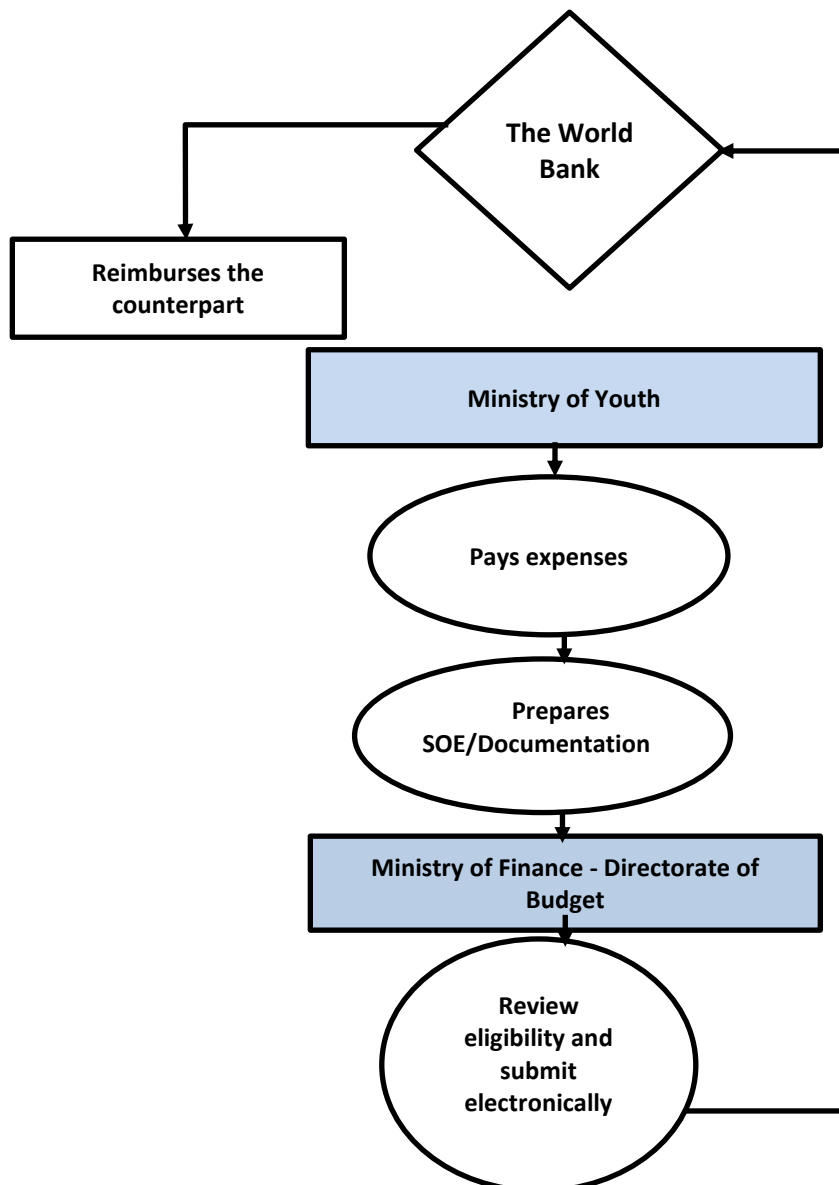 The World
Bank
Reimburses the
counterpart
Ministry of Youth
Pays expenses
Prepares
SOE/Documentation
Ministry of Finance - Directorate of
Budget
Review
eligibility and
submit
electronically